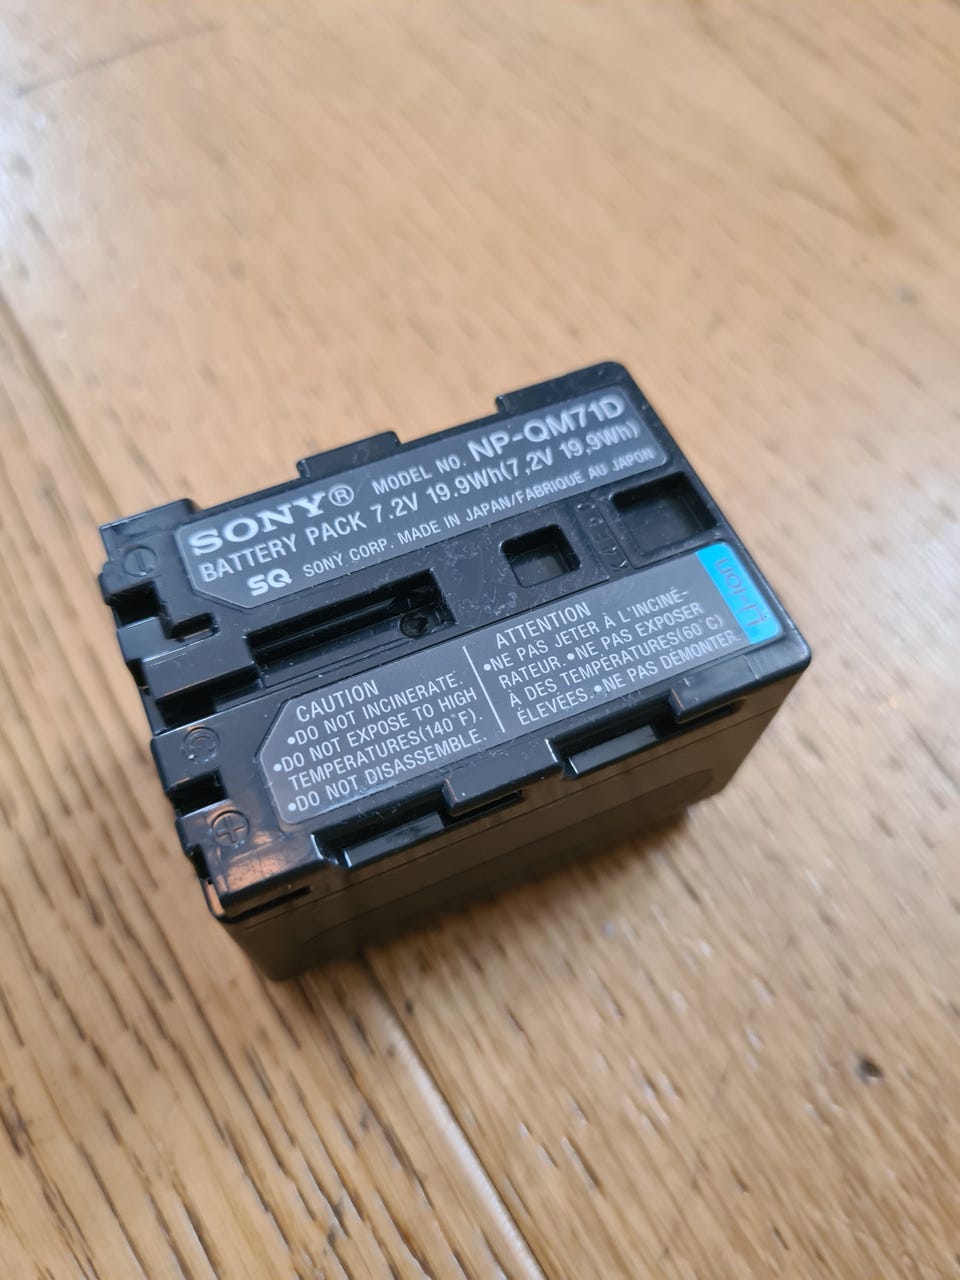 SONY® MODEL NO. NP-QM71D
BATTERY PACK 7.2V 19.9Wh(7,2V 19,9Wh)
SQ SONY CORP. MADE IN JAPAN/FABRIQUE AU JAPON
CAUTION
•DO NOT INCINERATE.
•DO NOT EXPOSE TO HIGH
TEMPERATURES(140°F).
•DO NOT DISASSEMBLE.
ATTENTION
•NE PAS JETER À L'INCINÉ-
RATEUR. •NE PAS EXPOSER
À DES TEMPÉRATURES(60°C)
ÉLEVÉES. •NE PAS DÉMONTER.
Li-ion